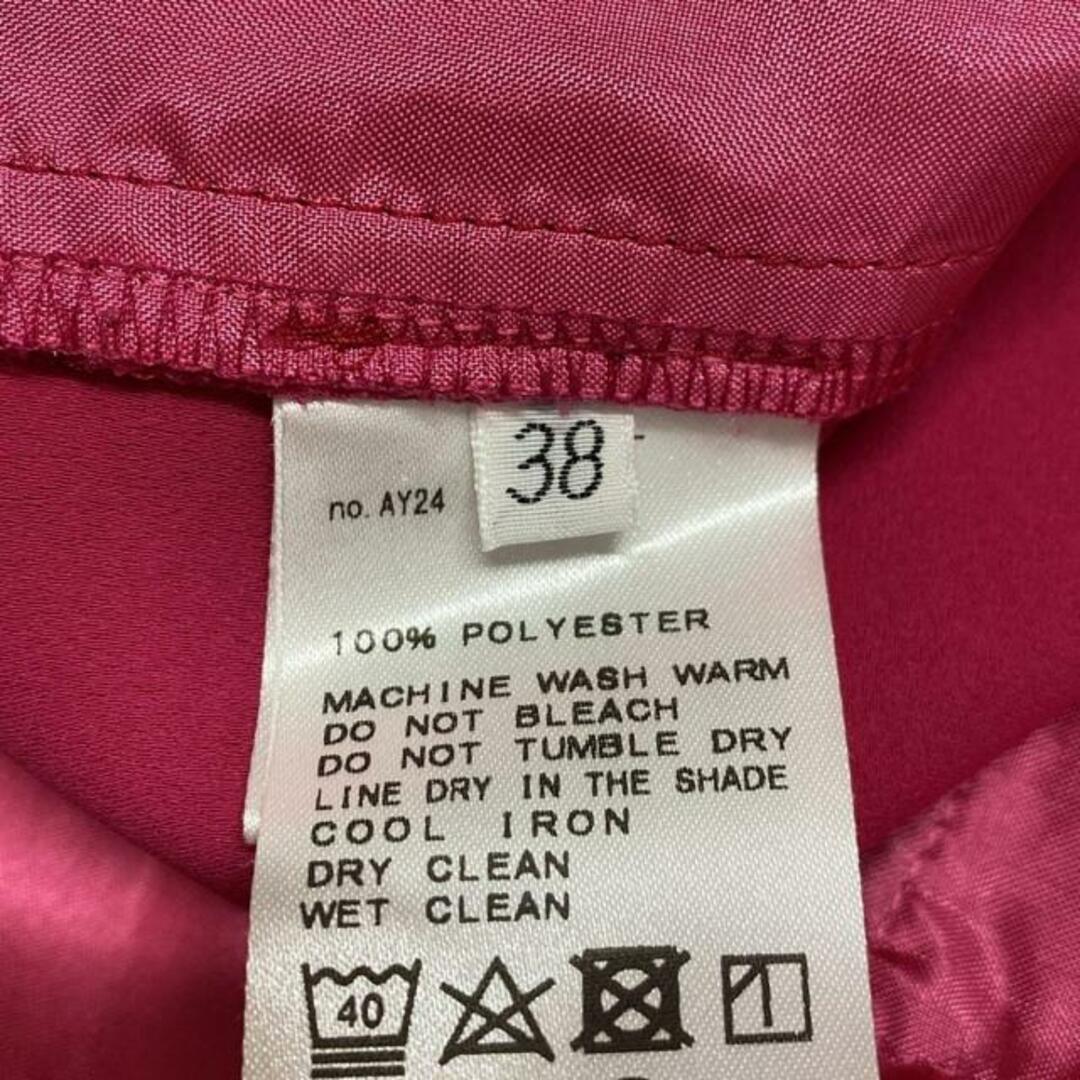 38
no. AY24
100% POLYESTER
MACHINE WASH WARM
DO NOT BLEACH
DO NOT TUMBLE DRY
LINE DRY IN THE SHADE
COOL IRON
DRY CLEAN
WET CLEAN
40